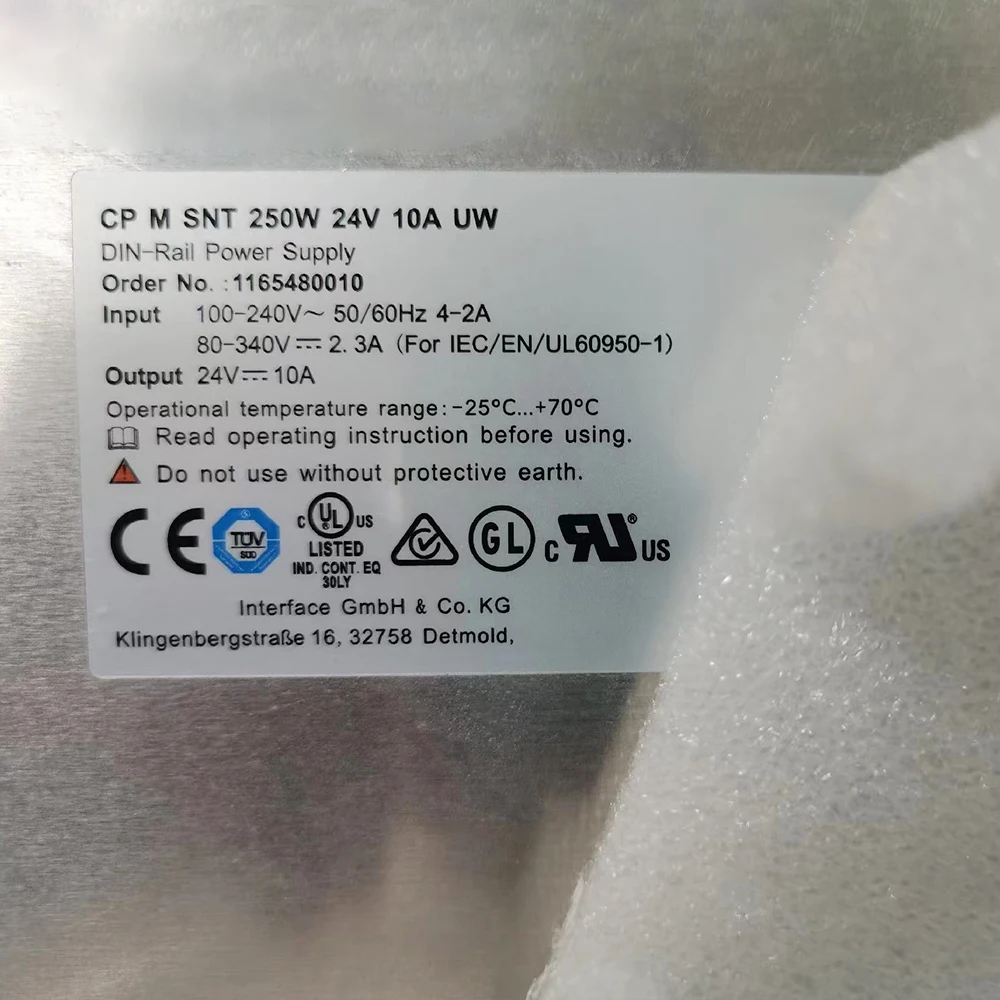 CP M SNT 250W 24V 10A UW
DIN-Rail Power Supply
Order No. :1165480010
Input 100-240V~ 50/60Hz 4-2A
80-340V⎓ 2.3A (For IEC/EN/UL60950-1)
Output 24V⎓ 10A
Operational temperature range:-25°C...+70°C
Read operating instruction before using.
Do not use without protective earth.
CE TÜV SÜD c UL ® US GL c RU ® US
LISTED
IND. CONT. EQ
30LY
Interface GmbH & Co. KG
Klingenbergstraße 16, 32758 Detmold,